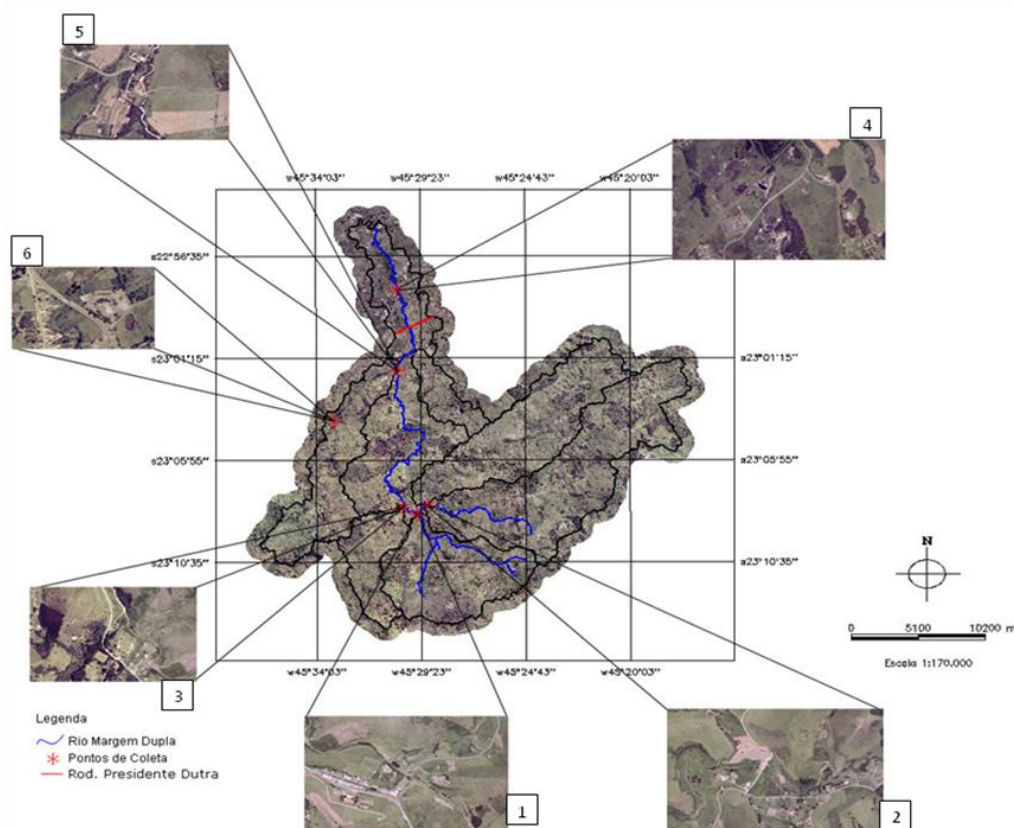 5
4
w45°34'03''
w45°29'23''
w45°24'43''
w45°20'03''
6
s22°56'35''
s22°56'35''
s23°01'15''
s23°01'15''
s23°05'55''
s23°05'55''
s23°10'35''
s23°10'35''
N
0 5100 10200 m
Escala 1:170.000
w45°34'03''
w45°29'23''
w45°24'43''
w45°20'03''
3
Legenda
Rio Margem Dupla
Pontos de Coleta
Rod. Presidente Dutra
1
2